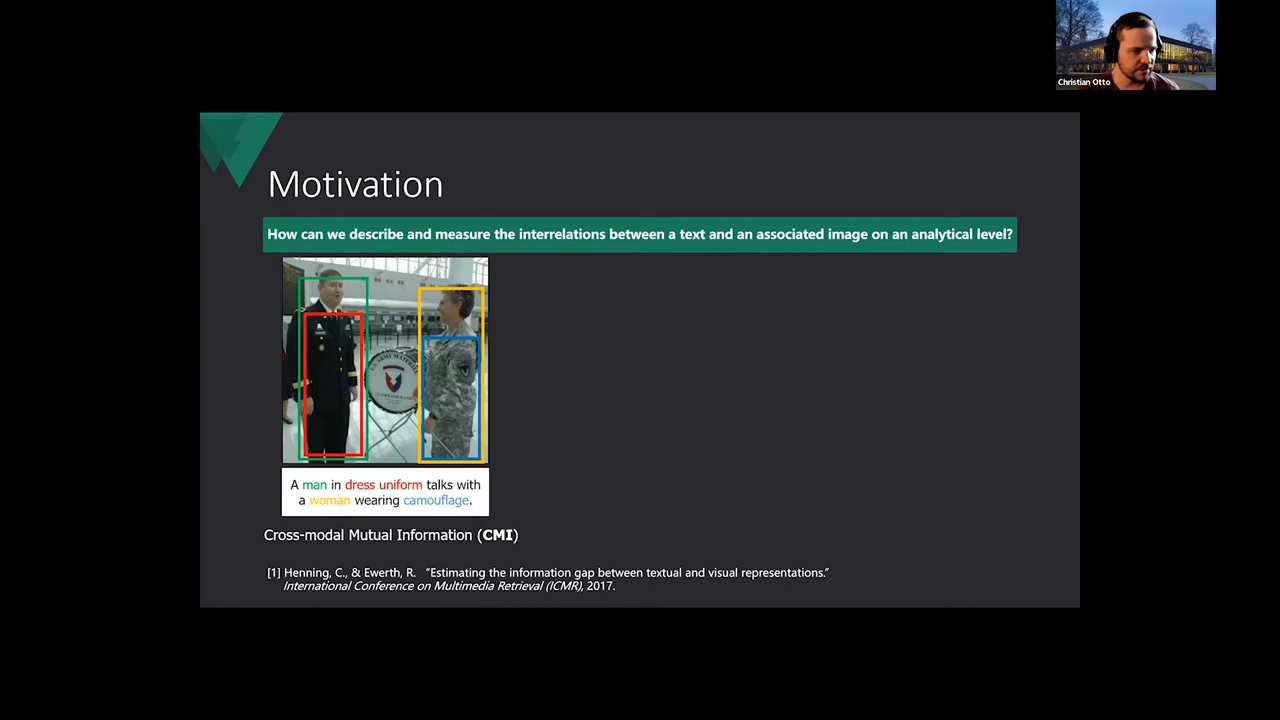 Christian Otto
Motivation
How can we describe and measure the interrelations between a text and an associated image on an analytical level?
A man in dress uniform talks with
a woman wearing camouflage.
Cross-modal Mutual Information (CMI)
[1] Henning, C., & Ewerth, R. "Estimating the information gap between textual and visual representations."
International Conference on Multimedia Retrieval (ICMR), 2017.